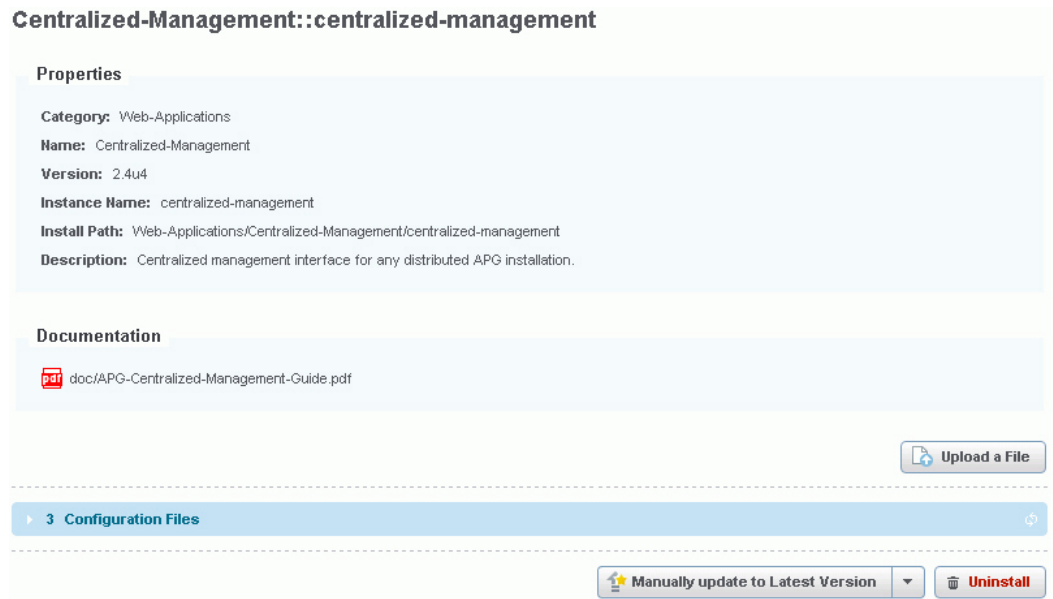 Centralized-Management::centralized-management
Properties
Category: Web-Applications
Name: Centralized-Management
Version: 2.4u4
Instance Name: centralized-management
Install Path: Web-Applications/Centralized-Management/centralized-management
Description: Centralized management interface for any distributed APG installation.
Documentation
pdf doc/APG-Centralized-Management-Guide.pdf
Upload a File
3 Configuration Files
Manually update to Latest Version
Uninstall